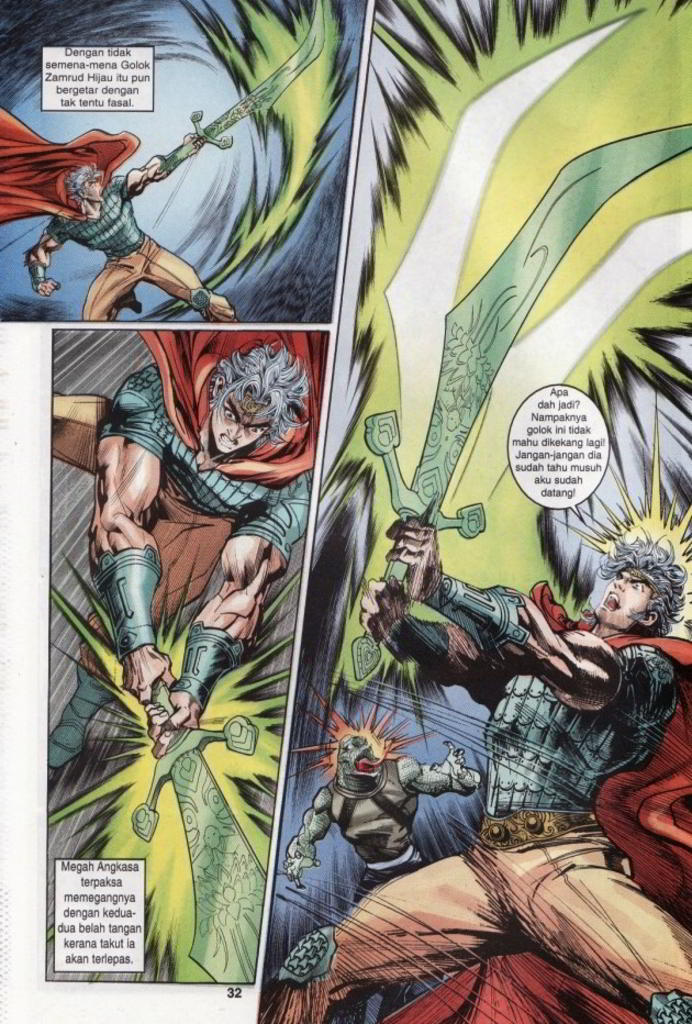 Dengan tidak
semena-mena Golok
Zamrud Hijau itu pun
bergetar dengan
tak tentu fasal.
Megah Angkasa
terpaksa
memegangnya
dengan kedua-
dua belah tangan
kerana takut ia
akan terlepas.
Apa
dah jadi?
Nampaknya
golok ini tidak
mahu dikekang lagi!
Jangan-jangan dia
sudah tahu musuh
aku sudah
datang!
32